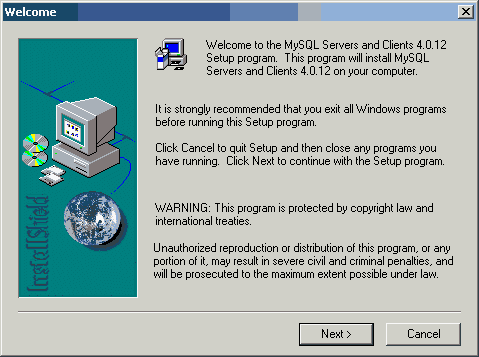 Welcome
Welcome to the MySQL Servers and Clients 4.0.12
Setup program. This program will install MySQL
Servers and Clients 4.0.12 on your computer.
It is strongly recommended that you exit all Windows programs
before running this Setup program.
Click Cancel to quit Setup and then close any programs you
have running. Click Next to continue with the Setup program.
WARNING: This program is protected by copyright law and
international treaties.
Unauthorized reproduction or distribution of this program, or any
portion of it, may result in severe civil and criminal penalties, and
will be prosecuted to the maximum extent possible under law.
InstallShield
Next >
Cancel